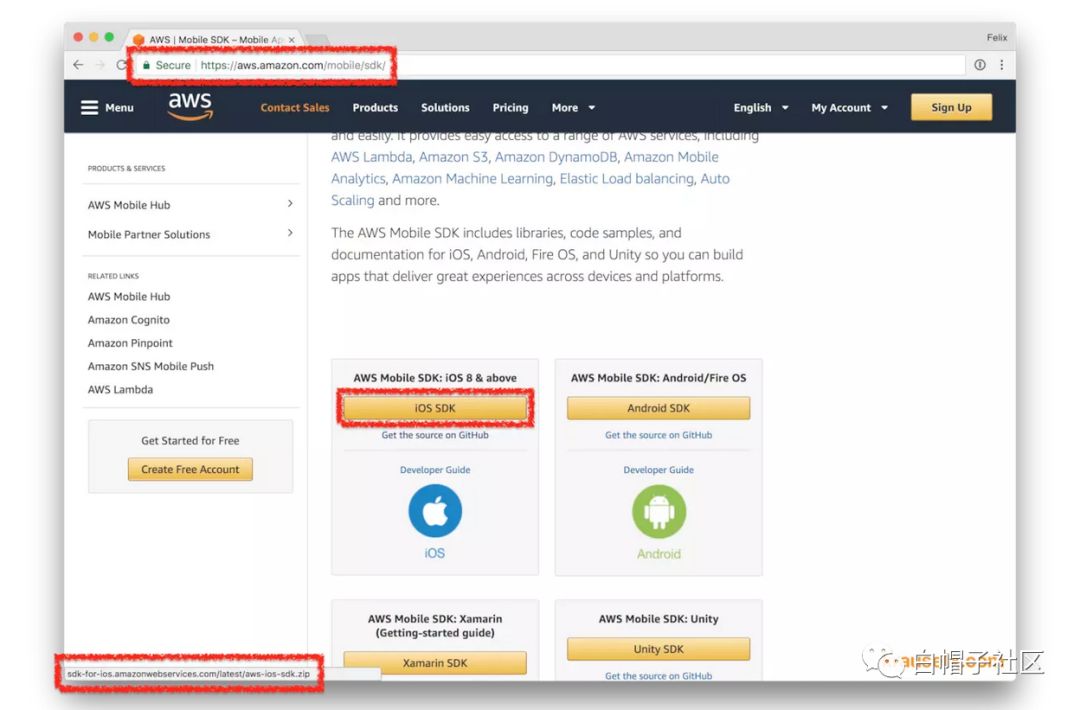 AWS | Mobile SDK – Mobile Ap
Felix
Secure https://aws.amazon.com/mobile/sdk/
Menu
aws
Contact Sales
Products
Solutions
Pricing
More
English
My Account
Sign Up
PRODUCTS & SERVICES
AWS Mobile Hub
Mobile Partner Solutions
RELATED LINKS
AWS Mobile Hub
Amazon Cognito
Amazon Pinpoint
Amazon SNS Mobile Push
AWS Lambda
Get Started for Free
Create Free Account
and easily. It provides easy access to a range of AWS services, including
AWS Lambda, Amazon S3, Amazon DynamoDB, Amazon Mobile
Analytics, Amazon Machine Learning, Elastic Load balancing, Auto
Scaling and more.
The AWS Mobile SDK includes libraries, code samples, and
documentation for iOS, Android, Fire OS, and Unity so you can build
apps that deliver great experiences across devices and platforms.
AWS Mobile SDK: iOS 8 & above
iOS SDK
Get the source on GitHub
Developer Guide
iOS
AWS Mobile SDK: Android/Fire OS
Android SDK
Get the source on GitHub
Developer Guide
Android
AWS Mobile SDK: Xamarin
(Getting-started guide)
Xamarin SDK
AWS Mobile SDK: Unity
Unity SDK
Get the source on GitHub
sdk-for-ios.amazonwebservices.com/latest/aws-ios-sdk.zip
白帽子社区